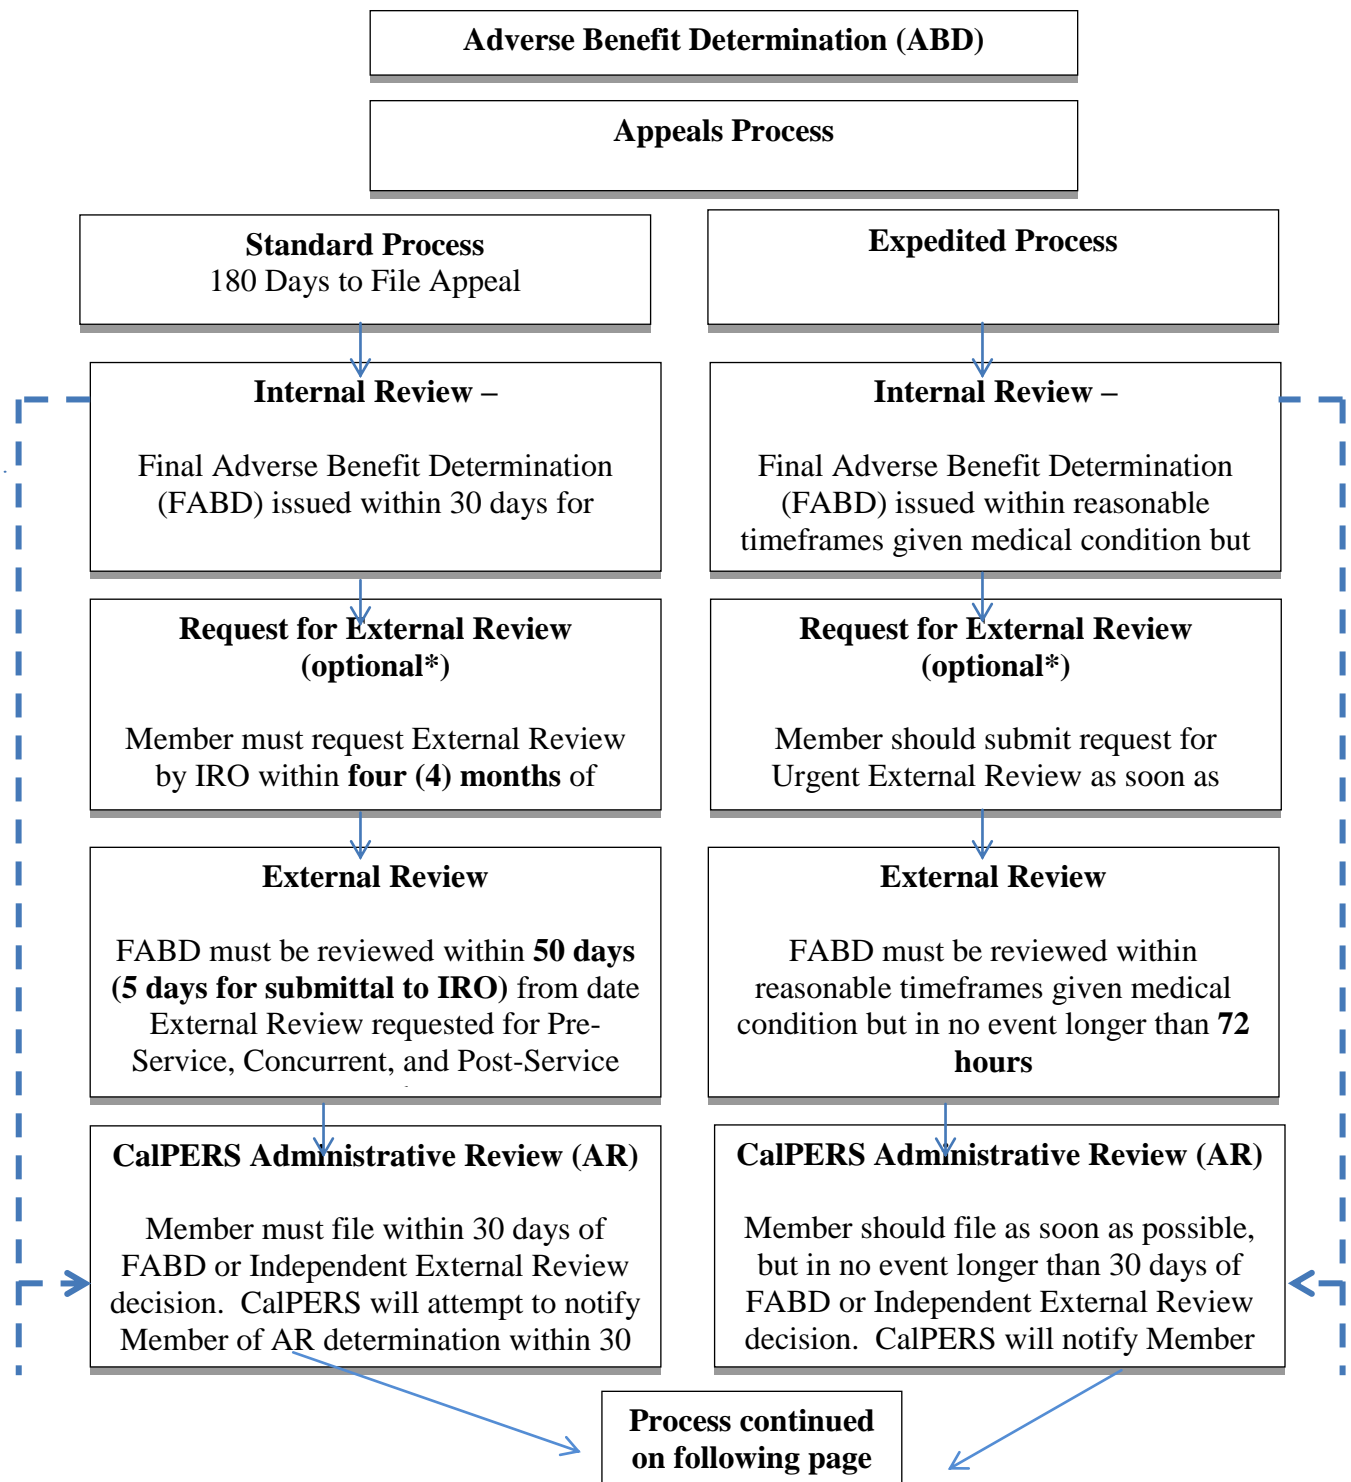 Adverse Benefit Determination (ABD)
Appeals Process
Standard Process
180 Days to File Appeal
Expedited Process
Internal Review –
Final Adverse Benefit Determination
(FABD) issued within 30 days for
Internal Review –
Final Adverse Benefit Determination
(FABD) issued within reasonable
timeframes given medical condition but
Request for External Review
(optional*)
Member must request External Review
by IRO within four (4) months of
Request for External Review
(optional*)
Member should submit request for
Urgent External Review as soon as
External Review
FABD must be reviewed within 50 days
(5 days for submittal to IRO) from date
External Review requested for Pre-
Service, Concurrent, and Post-Service
External Review
FABD must be reviewed within
reasonable timeframes given medical
condition but in no event longer than 72
hours
CalPERS Administrative Review (AR)
Member must file within 30 days of
FABD or Independent External Review
decision.  CalPERS will attempt to notify
Member of AR determination within 30
CalPERS Administrative Review (AR)
Member should file as soon as possible,
but in no event longer than 30 days of
FABD or Independent External Review
decision.  CalPERS will notify Member
Process continued
on following page